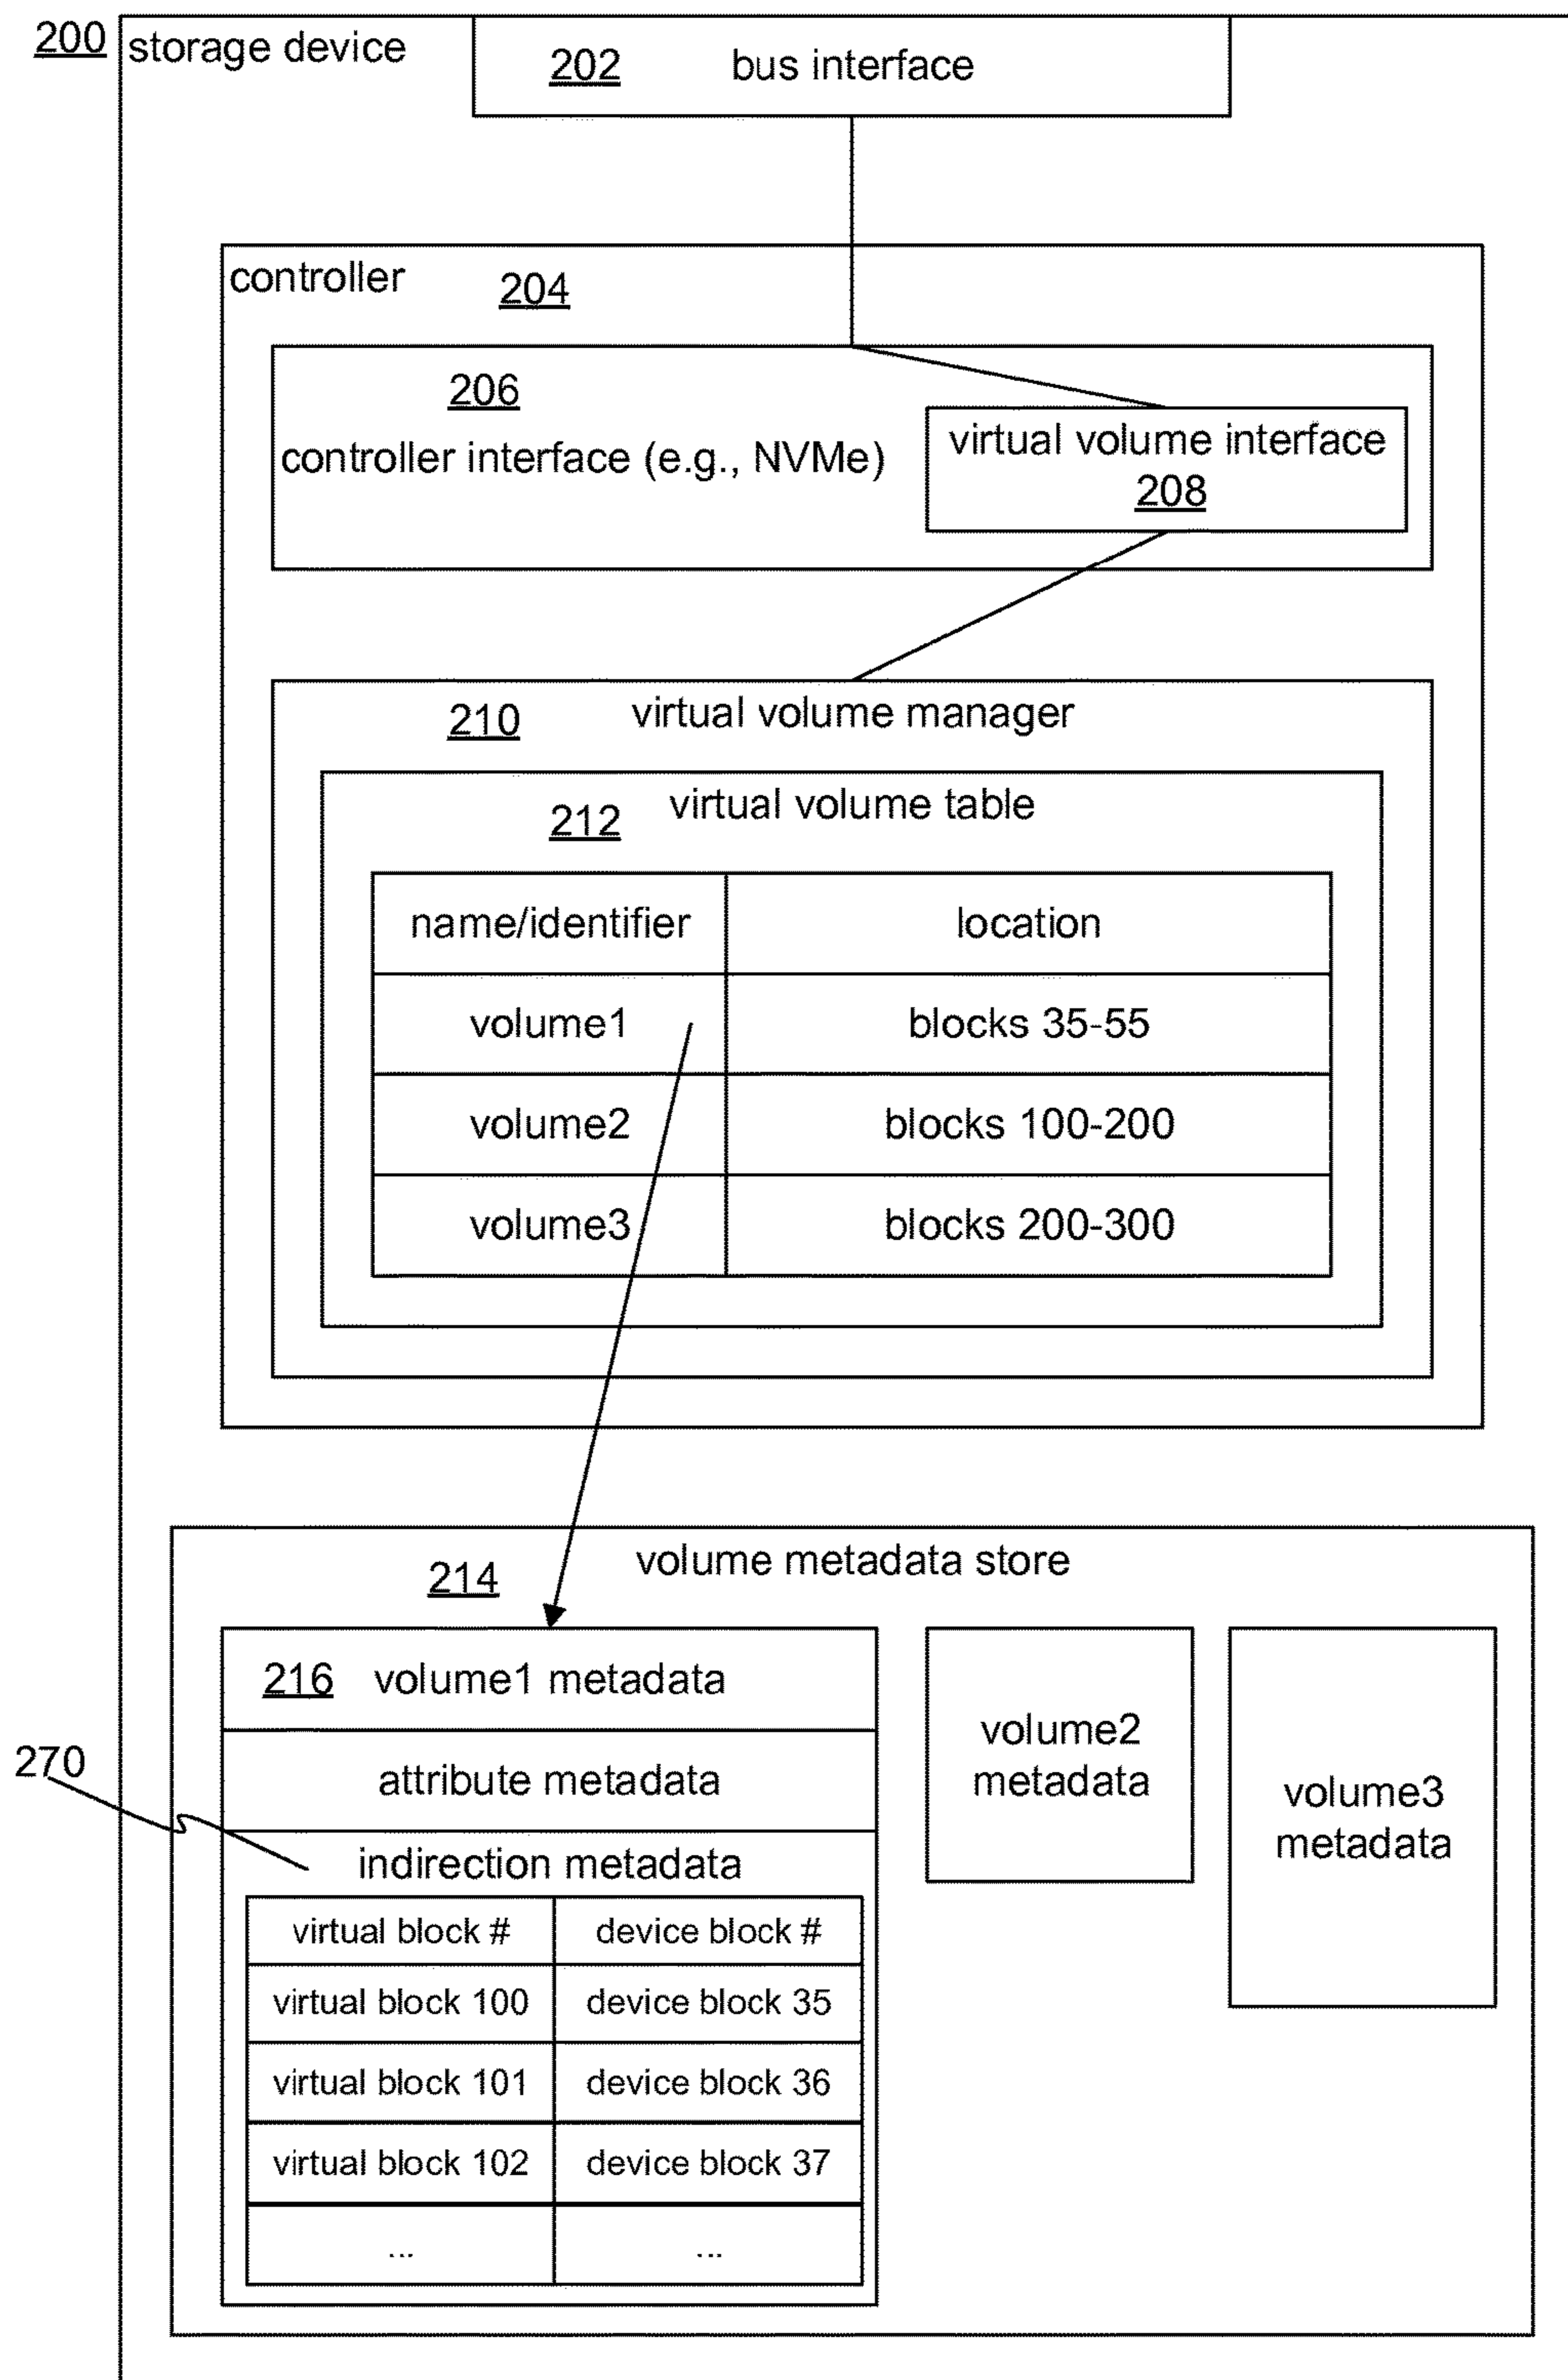 200 storage device
202 bus interface
controller 204
206
controller interface (e.g., NVMe)
virtual volume interface
208
210 virtual volume manager
212 virtual volume table
name/identifier location
volume1 blocks 35-55
volume2 blocks 100-200
volume3 blocks 200-300
214 volume metadata store
216 volume1 metadata
attribute metadata
270
indirection metadata
virtual block # device block #
virtual block 100 device block 35
virtual block 101 device block 36
virtual block 102 device block 37
... ...
volume2
metadata
volume3
metadata